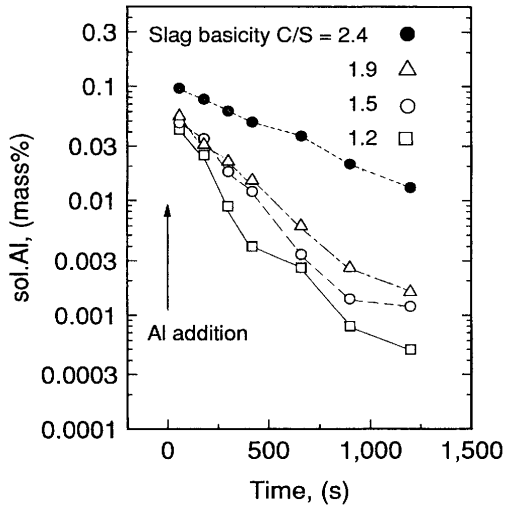 0.3
Slag basicity C/S = 2.4
0.1
1.9
1.5
0.03
1.2
0.01
sol.Al, (mass%)
0.003
0.001
Al addition
0.0003
0.0001
0 500 1,000 1,500
Time, (s)